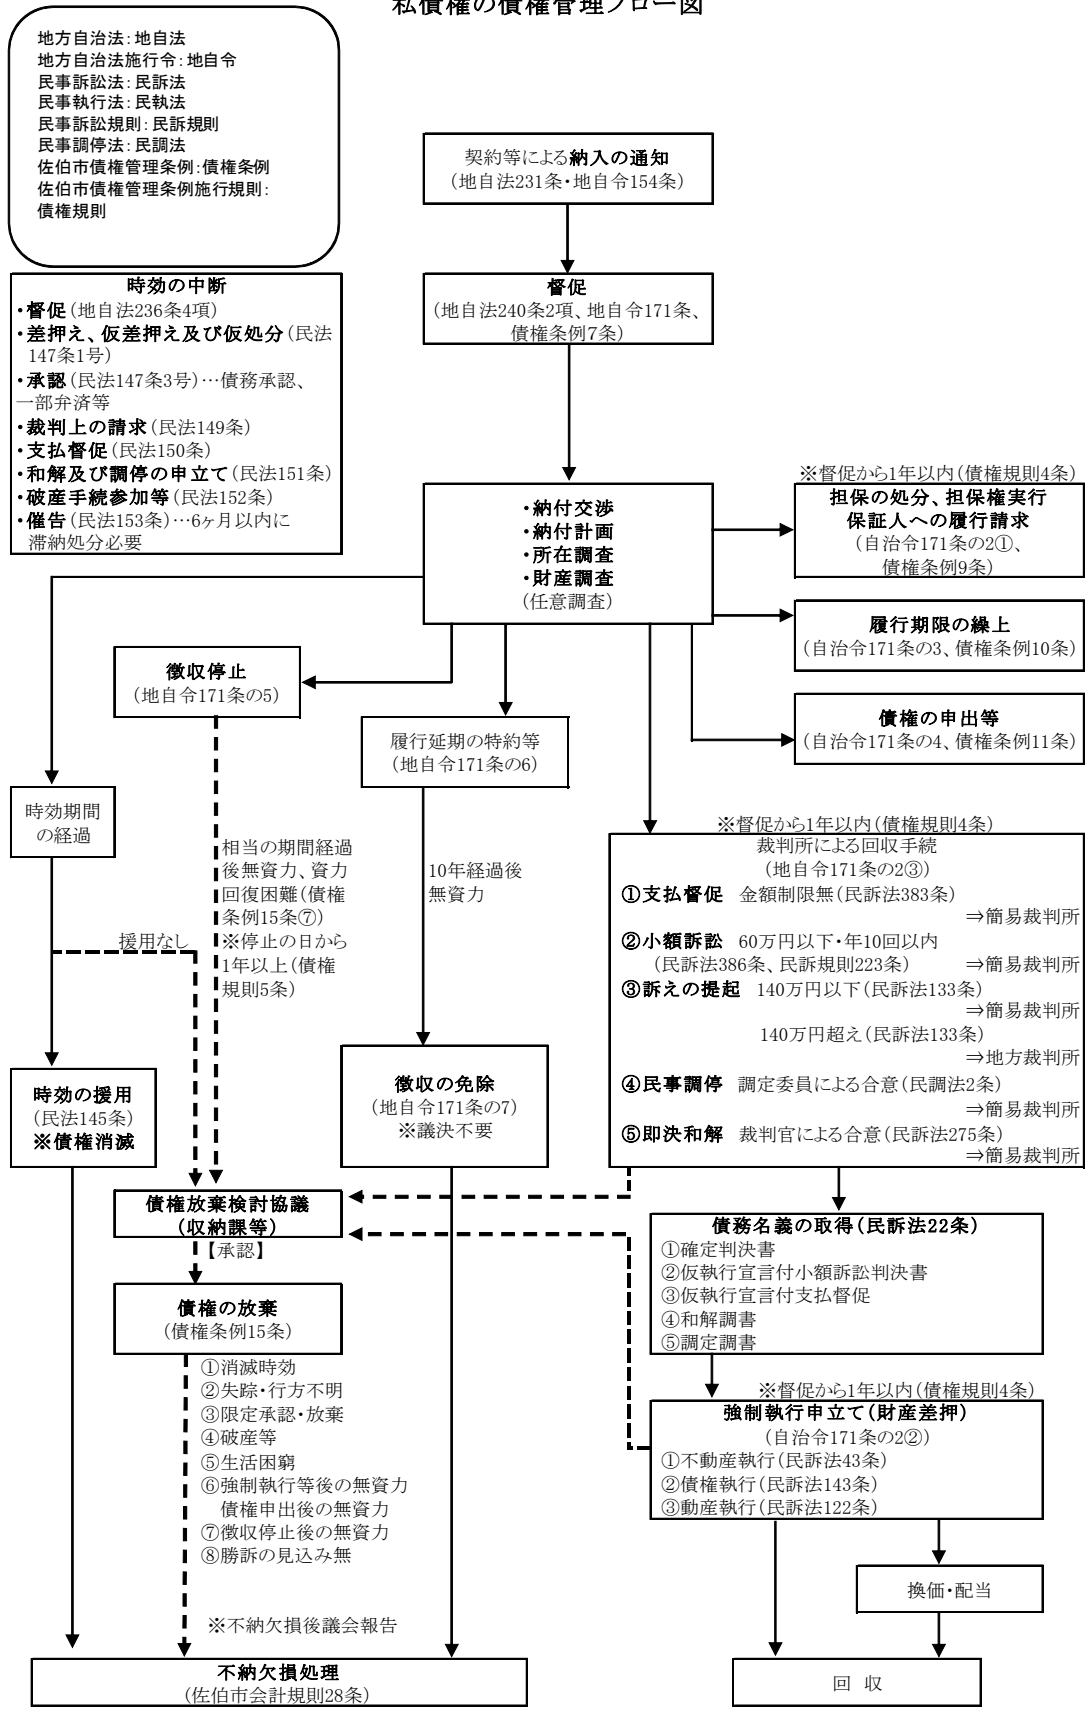 私債権の債権管理フロー図
地方自治法：地自法
地方自治法施行令：地自令
民事訴訟法：民訴法
民事執行法：民執法
民事訴訟規則：民訴規則
民事調停法：民調法
佐伯市債権管理条例：債権条例
佐伯市債権管理条例施行規則：
債権規則
契約等による納入の通知
（地自法231条・地自令154条）
督促
（地自法240条2項、地自令171条、
債権条例7条）
時効の中断
・督促（地自法236条4項）
・差押え、仮差押え及び仮処分（民法
147条1号）
・承認（民法147条3号）…債務承認、
一部弁済等
・裁判上の請求（民法149条）
・支払督促（民法150条）
・和解及び調停の申立て（民法151条）
・破産手続参加等（民法152条）
・催告（民法153条）…6ヶ月以内に
滞納処分必要
・納付交渉
・納付計画
・所在調査
・財産調査
（任意調査）
※督促から1年以内（債権規則4条）
担保の処分、担保権実行
保証人への履行請求
（自治令171条の2①、
債権条例9条）
履行期限の繰上
（自治令171条の3、債権条例10条）
債権の申出等
（自治令171条の4、債権条例11条）
徴収停止
（地自令171条の5）
履行延期の特約等
（地自令171条の6）
時効期間
の経過
相当の期間経過
後無資力、資力
回復困難（債権
条例15条⑦）
※停止の日から
1年以上（債権
規則5条）
10年経過後
無資力
援用なし
※督促から1年以内（債権規則4条）
裁判所による回収手続
（地自令171条の2③）
①支払督促 金額制限無（民訴法383条）
⇒簡易裁判所
②小額訴訟 60万円以下・年10回以内
（民訴法386条、民訴規則223条） ⇒簡易裁判所
③訴えの提起 140万円以下（民訴法133条）
⇒簡易裁判所
140万円超え（民訴法133条）
⇒地方裁判所
④民事調停 調定委員による合意（民調法2条）
⇒簡易裁判所
⑤即決和解 裁判官による合意（民訴法275条）
⇒簡易裁判所
時効の援用
（民法145条）
※債権消滅
徴収の免除
（地自令171条の7）
※議決不要
債権放棄検討協議
（収納課等）
【承認】
債権の放棄
（債権条例15条）
①消滅時効
②失踪・行方不明
③限定承認・放棄
④破産等
⑤生活困窮
⑥強制執行等後の無資力
債権申出後の無資力
⑦徴収停止後の無資力
⑧勝訴の見込み無
※不納欠損後議会報告
債務名義の取得（民訴法22条）
①確定判決書
②仮執行宣言付小額訴訟判決書
③仮執行宣言付支払督促
④和解調書
⑤調定調書
※督促から1年以内（債権規則4条）
強制執行申立て（財産差押）
（自治令171条の2②）
①不動産執行（民訴法43条）
②債権執行（民訴法143条）
③動産執行（民訴法122条）
換価・配当
不納欠損処理
（佐伯市会計規則28条）
回 収